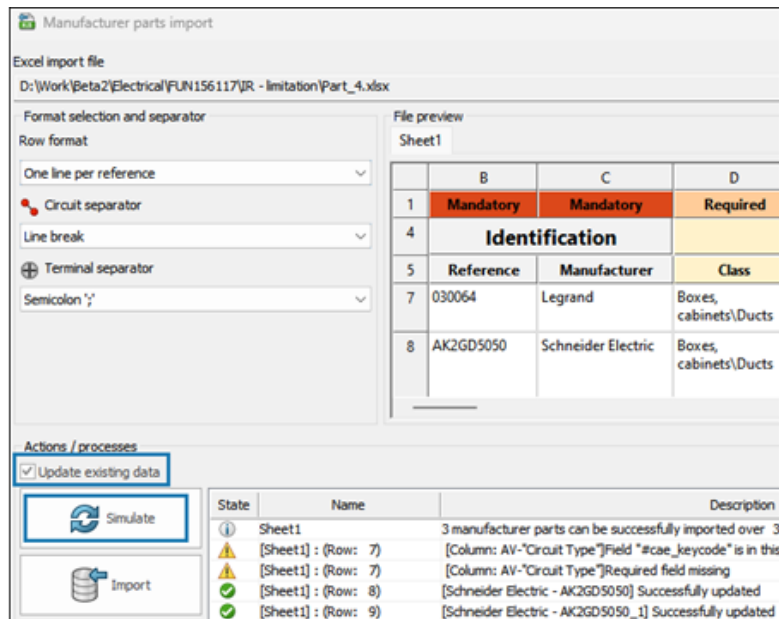 Manufacturer parts import
Excel import file
D:\Work\Beta2\Electrical\FUN156117\IR - limitation\Part_4.xlsx
Format selection and separator
Row format
One line per reference
Circuit separator
Line break
Terminal separator
Semicolon ';'
File preview
Sheet1
B C D
1 Mandatory Mandatory Required
4 Identification
5 Reference Manufacturer Class
7 030064 Legrand Boxes,
cabinets\Ducts
8 AK2GD5050 Schneider Electric Boxes,
cabinets\Ducts
Actions / processes
Update existing data
Simulate
Import
State Name Description
Sheet1 3 manufacturer parts can be successfully imported over 3
[Sheet1] : (Row: 7) [Column: AV-"Circuit Type"]Field "#cae_keycode" is in this
[Sheet1] : (Row: 7) [Column: AV-"Circuit Type"]Required field missing
[Sheet1] : (Row: 8) [Schneider Electric - AK2GD5050] Successfully updated
[Sheet1] : (Row: 9) [Schneider Electric - AK2GD5050_1] Successfully updated